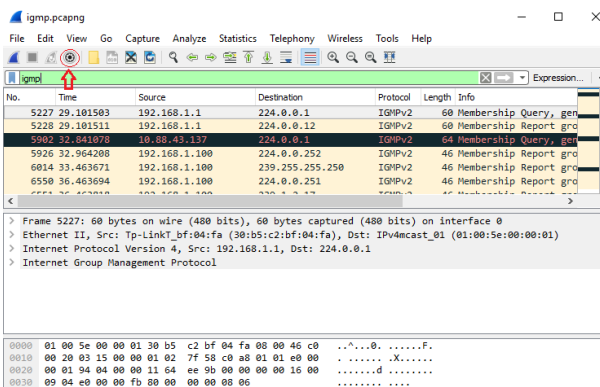 igmp.pcapng
File Edit View Go Capture Analyze Statistics Telephony Wireless Tools Help
igmp Expression...
No. Time Source Destination Protocol Length Info
5227 29.101503 192.168.1.1 224.0.0.1 IGMPv2 60 Membership Query, gen
5228 29.101511 192.168.1.1 224.0.0.12 IGMPv2 60 Membership Report gro
5902 32.841078 10.88.43.137 224.0.0.1 IGMPv2 64 Membership Query, gen
5926 32.964208 192.168.1.100 224.0.0.252 IGMPv2 46 Membership Report gro
6014 33.463671 192.168.1.100 239.255.255.250 IGMPv2 46 Membership Report gro
6550 36.463694 192.168.1.100 224.0.0.251 IGMPv2 46 Membership Report gro
> Frame 5227: 60 bytes on wire (480 bits), 60 bytes captured (480 bits) on interface 0
> Ethernet II, Src: Tp-LinkT_bf:04:fa (30:b5:c2:bf:04:fa), Dst: IPv4mcast_01 (01:00:5e:00:00:01)
> Internet Protocol Version 4, Src: 192.168.1.1, Dst: 224.0.0.1
> Internet Group Management Protocol
0000 01 00 5e 00 00 01 30 b5 c2 bf 04 fa 08 00 46 c0 ..^...0. ......F.
0010 00 20 03 15 00 00 01 02 7f 58 c0 a8 01 01 e0 00 . ...... .X......
0020 00 01 94 04 00 00 11 64 ee 9b 00 00 00 00 16 00 .......d ........
0030 09 04 e0 00 00 fb 80 00 00 00 08 06 ........ ....